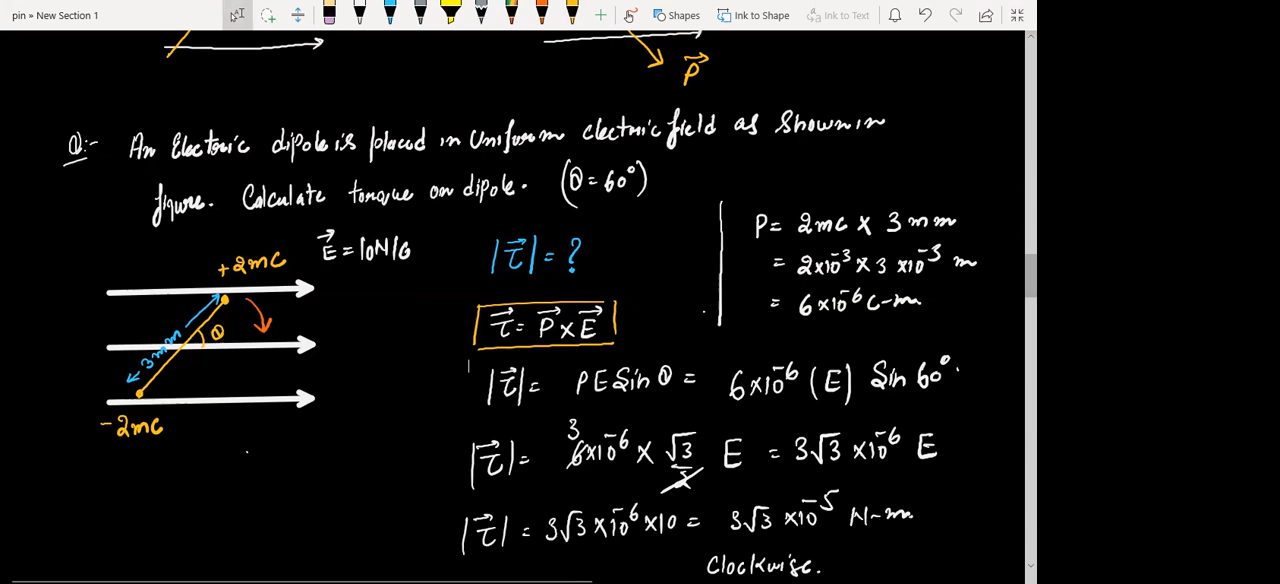 pin » New Section 1
Shapes
Ink to Shape
Ink to Text
P⃗
Q:- An Electronic dipole is placed in Uniform electric field as shown in
figure. Calculate torque on dipole. (θ = 60°)
E⃗ = 10N/C
+2mc
θ
3mm
-2mc
|τ⃗| = ?
τ⃗ = P⃗ × E⃗
P = 2mc × 3mm
= 2×10⁻³ × 3×10⁻³ m
= 6×10⁻⁶ C-m
|τ⃗| = PE Sin θ = 6×10⁻⁶ (E) Sin 60°.
|τ⃗| = 6×10⁻⁶ × √3/2 E = 3√3 ×10⁻⁶ E
3
|τ⃗| = 3√3 ×10⁻⁶ ×10 = 3√3 ×10⁻⁵ N-m
Clockwise.